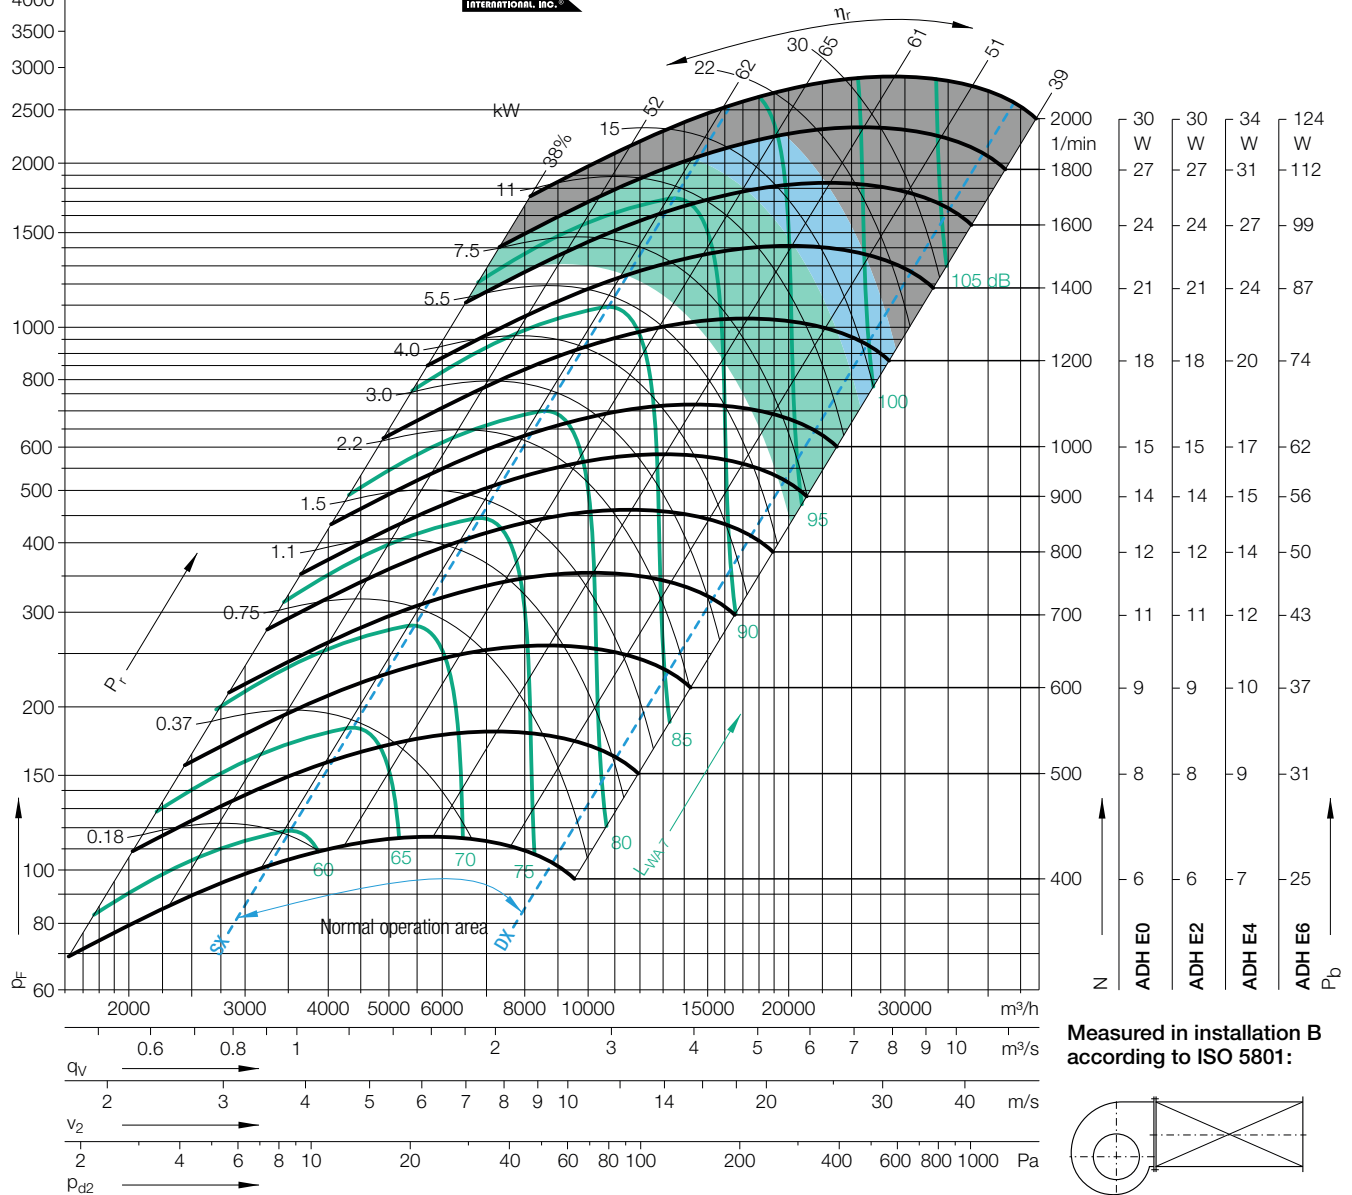 INTERNATIONAL, INC.®
4000
3500
3000
2500
2000
1500
1000
800
600
500
400
300
200
150
100
80
60
pF
Pr
kW
38%
52
62
65
61
51
39
ηr
30
22
15
11
7.5
5.5
4.0
3.0
2.2
1.5
1.1
0.75
0.37
0.18
105 dB
100
95
90
85
80
75
70
65
60
LWA 7
SX
Normal operation area
DX
2000 30 30 34 124
1/min W W W W
1800 27 27 31 112
1600 24 24 27 99
1400 21 21 24 87
1200 18 18 20 74
1000 15 15 17 62
900 14 14 15 56
800 12 12 14 50
700 11 11 12 43
600 9 9 10 37
500 8 8 9 31
400 6 6 7 25
N ADH E0 ADH E2 ADH E4 ADH E6 Pb
2000 3000 4000 5000 6000 8000 10000 15000 20000 30000 m³/h
0.6 0.8 1 2 3 4 5 6 7 8 9 10 m³/s
qV
2 3 4 5 6 7 8 9 10 14 20 30 40 m/s
v2
2 4 6 8 10 20 40 60 80 100 200 400 600 800 1000 Pa
pd2
Measured in installation B
according to ISO 5801: